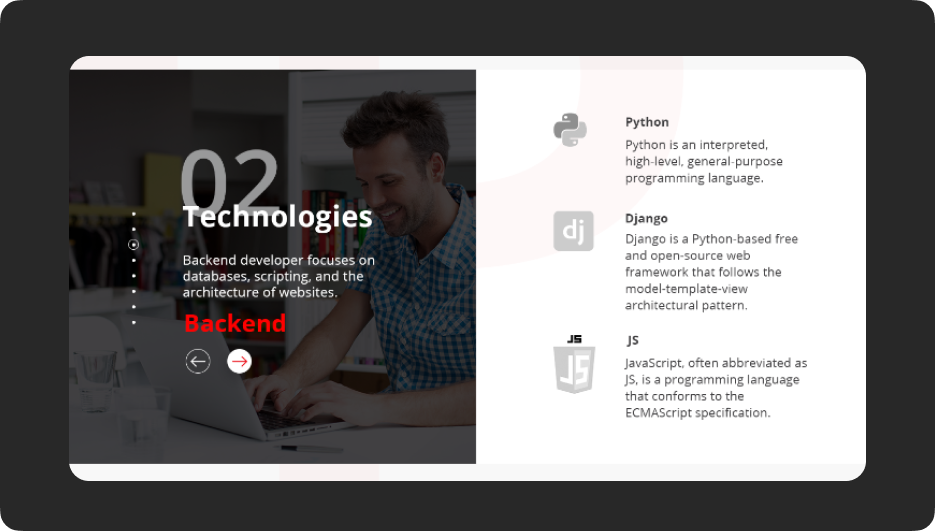 02
Technologies
Backend developer focuses on
databases, scripting, and the
architecture of websites.
Backend
Python
Python is an interpreted,
high-level, general-purpose
programming language.
dj
Django
Django is a Python-based free
and open-source web
framework that follows the
model-template-view
architectural pattern.
JS
JS
JS
JavaScript, often abbreviated as
JS, is a programming language
that conforms to the
ECMAScript specification.